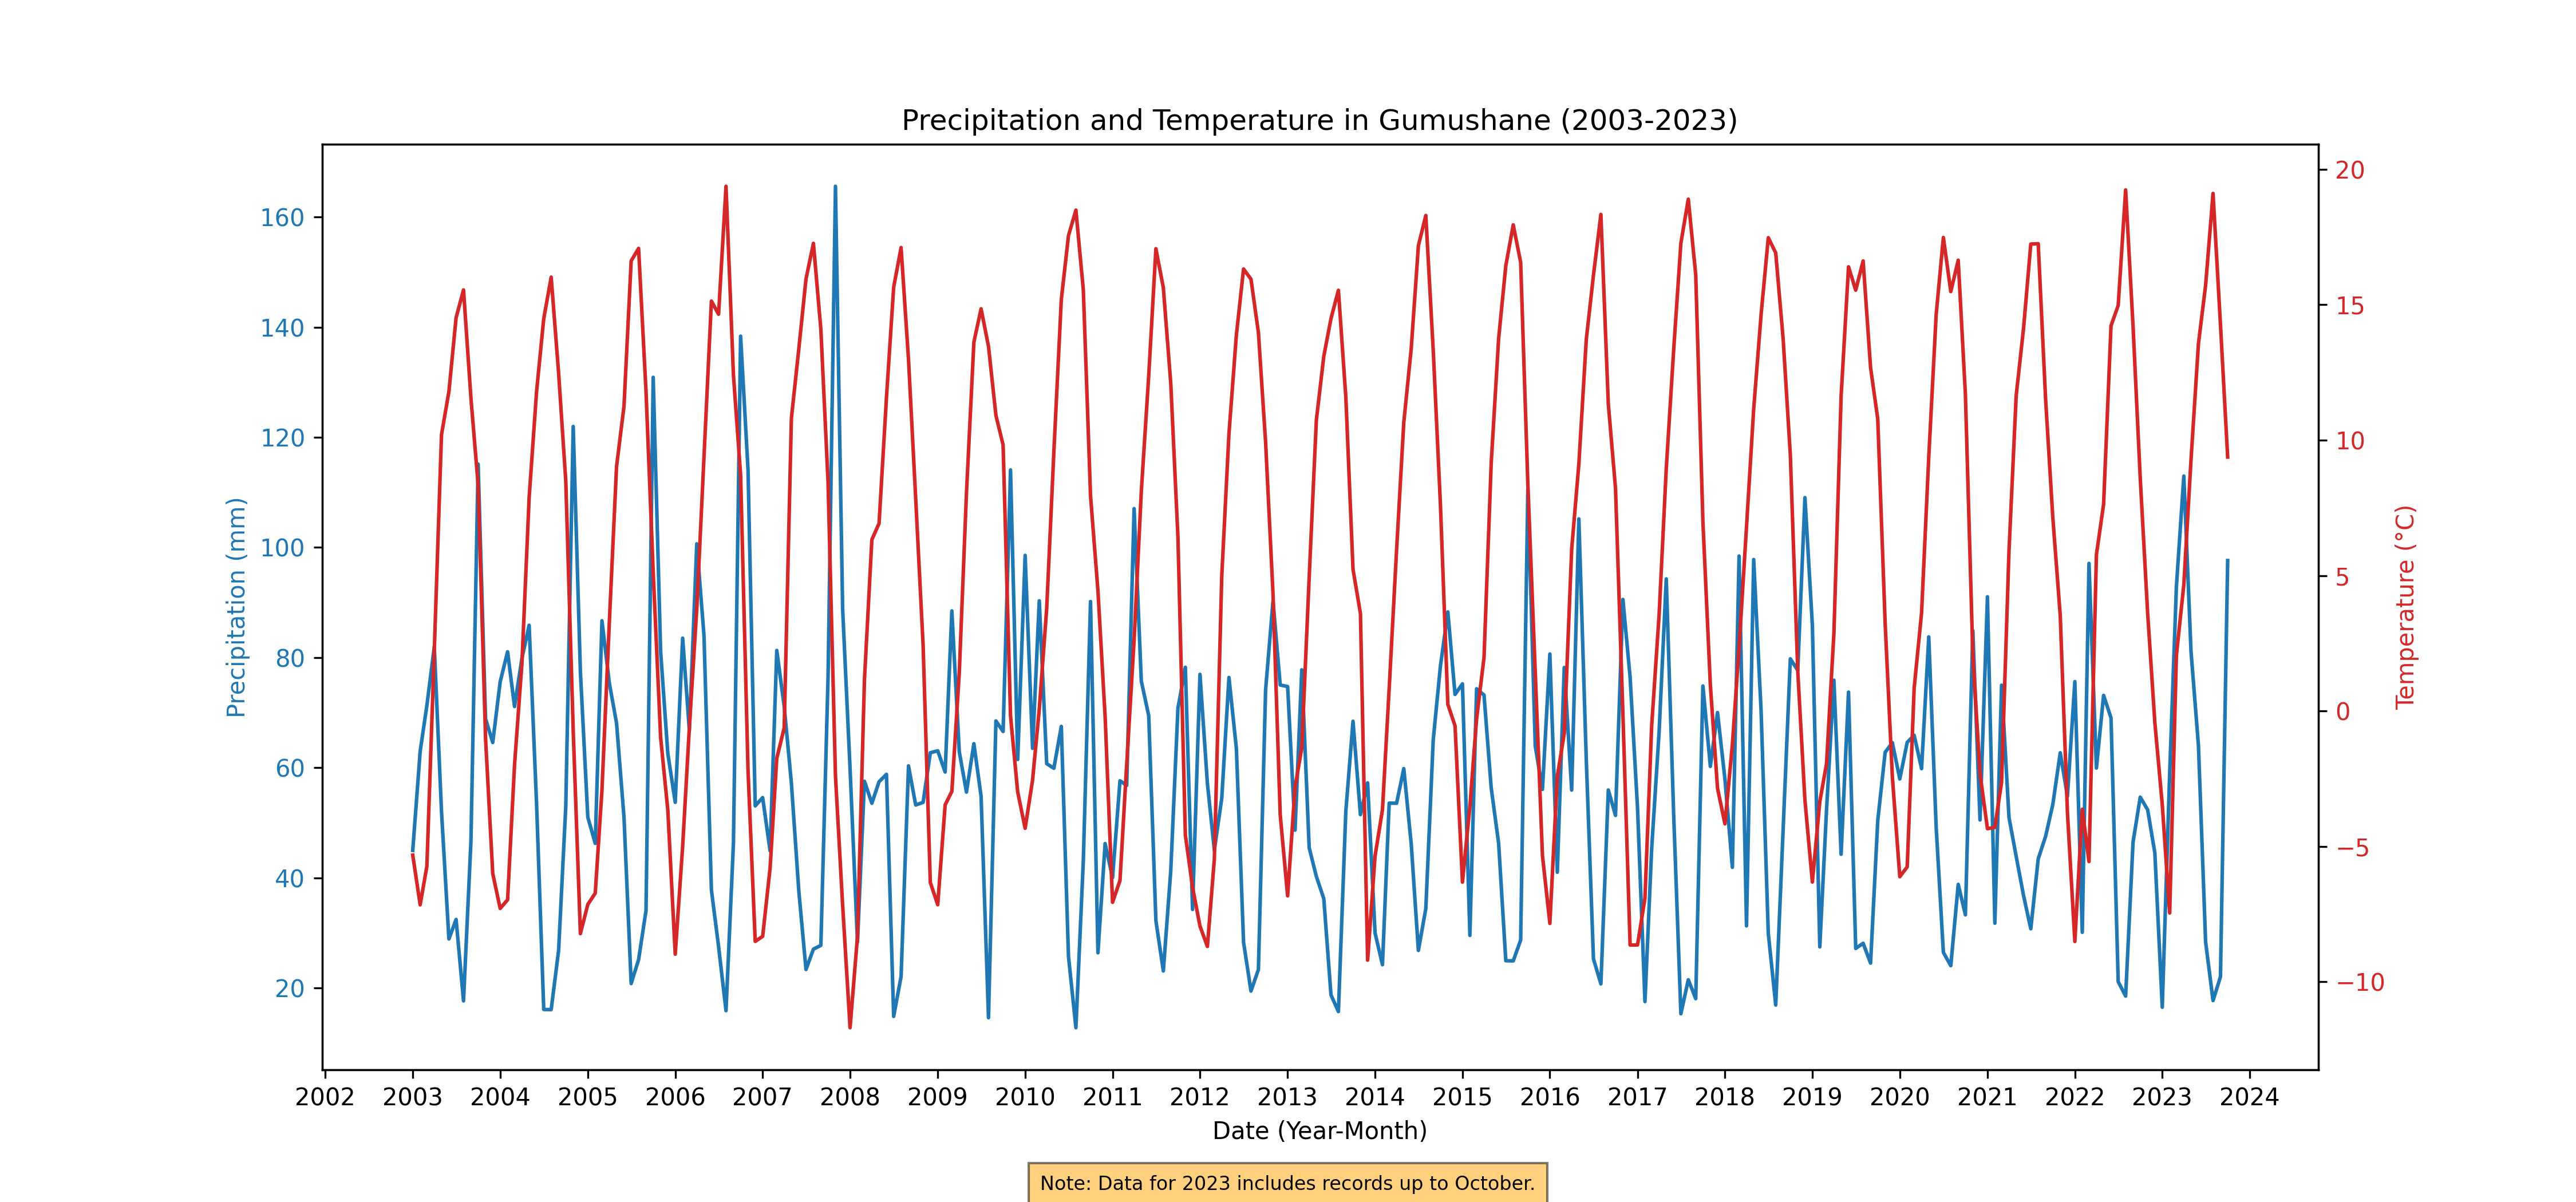 Precipitation and Temperature in Gumushane (2003-2023)
Precipitation (mm)
160
140
120
100
80
60
40
20
20
15
10
5
0
−5
−10
Temperature (°C)
2002 2003 2004 2005 2006 2007 2008 2009 2010 2011 2012 2013 2014 2015 2016 2017 2018 2019 2020 2021 2022 2023 2024
Date (Year-Month)
Note: Data for 2023 includes records up to October.